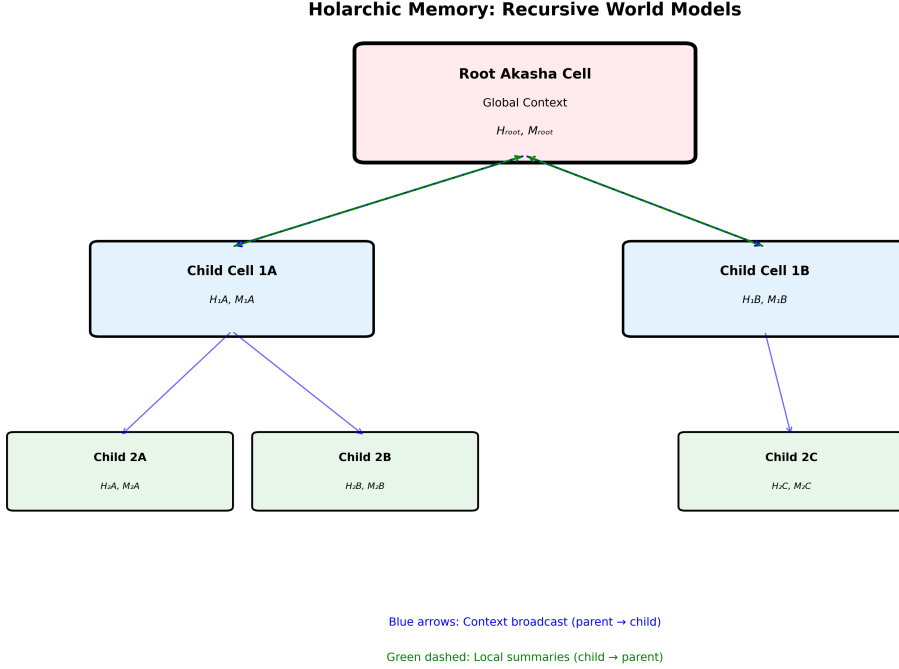 Holarchic Memory: Recursive World Models
Root Akasha Cell
Global Context
Hᵣₒₒₜ, Mᵣₒₒₜ
Child Cell 1A
H₁A, M₁A
Child Cell 1B
H₁B, M₁B
Child 2A
H₂A, M₂A
Child 2B
H₂B, M₂B
Child 2C
H₂C, M₂C
Blue arrows: Context broadcast (parent → child)
Green dashed: Local summaries (child → parent)